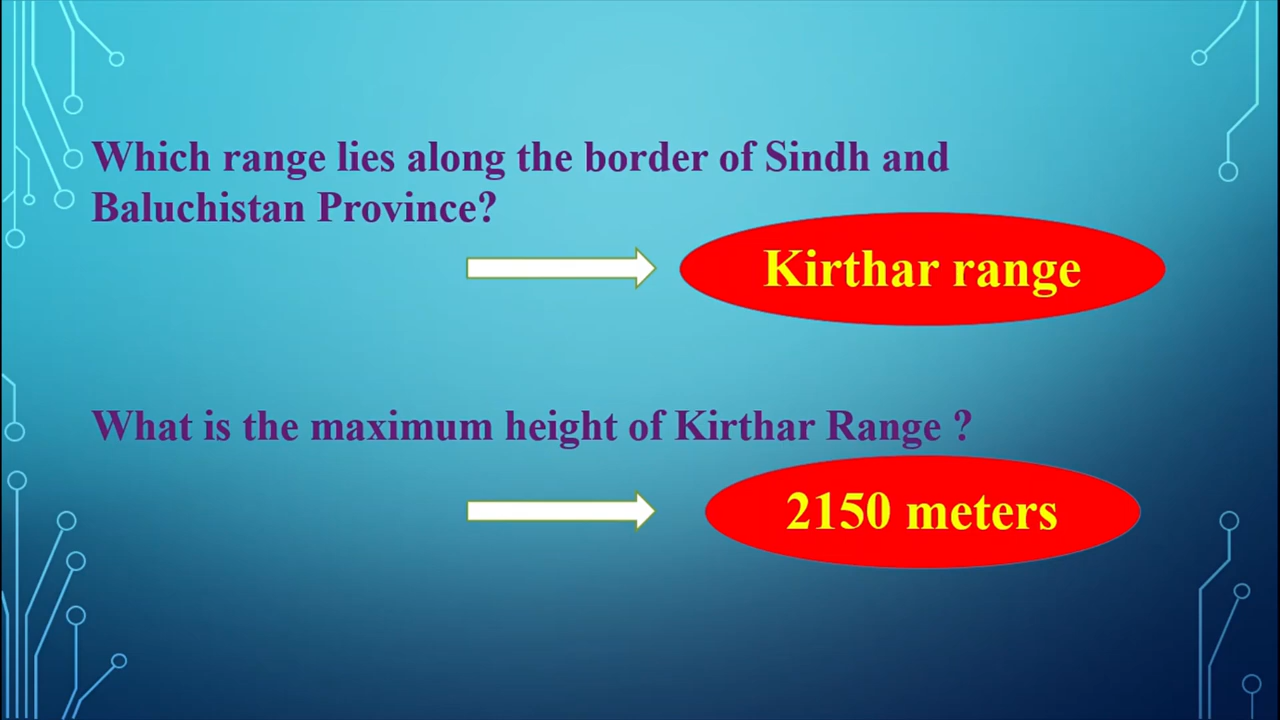 Which range lies along the border of Sindh and
Baluchistan Province?
Kirthar range
What is the maximum height of Kirthar Range ?
2150 meters